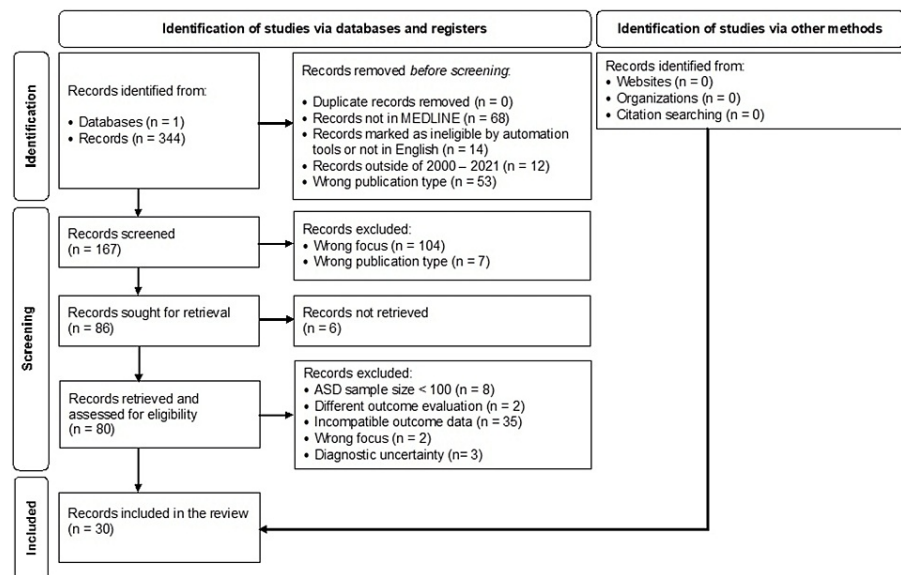 Identification of studies via databases and registers
Identification of studies via other methods
Identification
Records identified from:
• Databases (n = 1)
• Records (n = 344)
Records removed before screening:
• Duplicate records removed (n = 0)
• Records not in MEDLINE (n = 68)
• Records marked as ineligible by automation
tools or not in English (n = 14)
• Records outside of 2000 – 2021 (n = 12)
• Wrong publication type (n = 53)
Records identified from:
• Websites (n = 0)
• Organizations (n = 0)
• Citation searching (n = 0)
Screening
Records screened
(n = 167)
Records excluded:
• Wrong focus (n = 104)
• Wrong publication type (n = 7)
Records sought for retrieval
(n = 86)
Records not retrieved
(n = 6)
Records retrieved and
assessed for eligibility
(n = 80)
Records excluded:
• ASD sample size < 100 (n = 8)
• Different outcome evaluation (n = 2)
• Incompatible outcome data (n = 35)
• Wrong focus (n = 2)
• Diagnostic uncertainty (n= 3)
Included
Records included in the review
(n = 30)